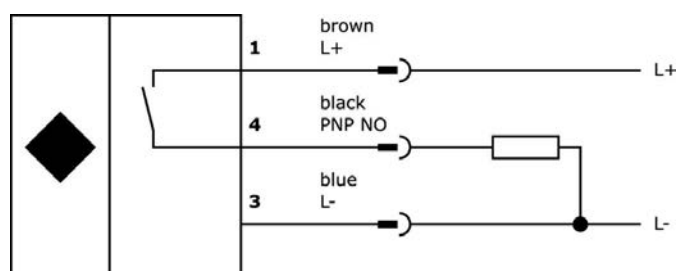 brown
1 L+
L+
black
4 PNP NO
blue
3 L-
L-